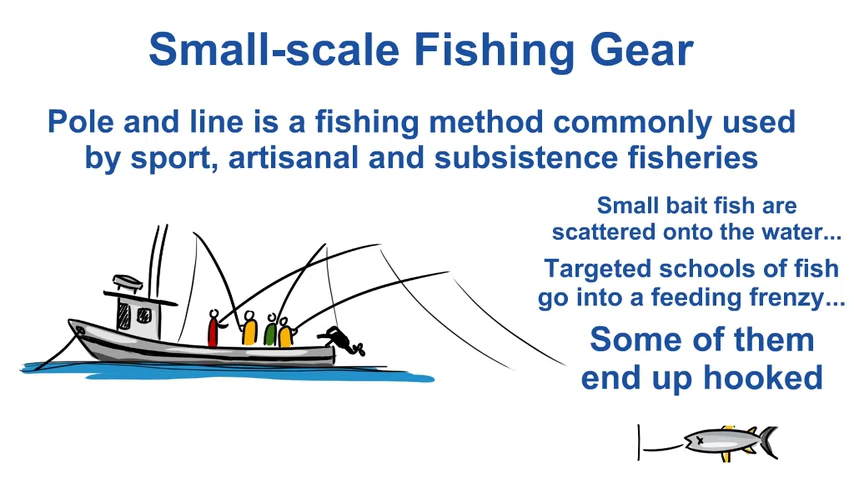 Small-scale Fishing Gear
Pole and line is a fishing method commonly used
by sport, artisanal and subsistence fisheries
Small bait fish are
scattered onto the water...
Targeted schools of fish
go into a feeding frenzy...
Some of them
end up hooked